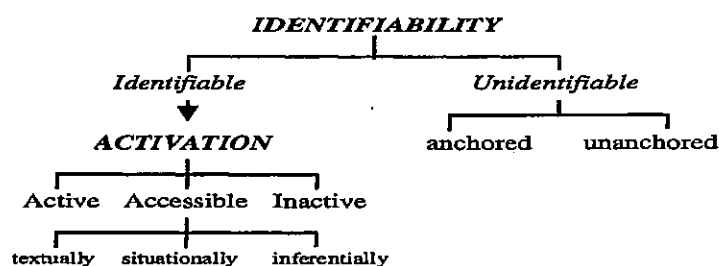 IDENTIFIABILITY
Identifiable Unidentifiable
ACTIVATION anchored unanchored
Active Accessible Inactive
textually situationally inferentially